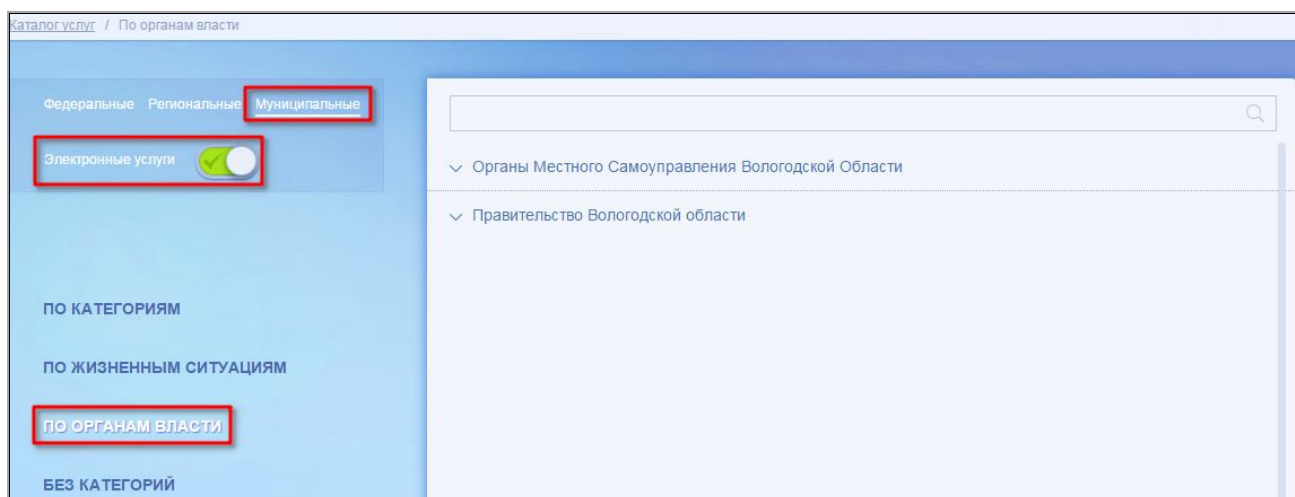 Каталог услуг / По органам власти
Федеральные Региональные Муниципальные
Электронные услуги
Органы Местного Самоуправления Вологодской Области
Правительство Вологодской области
ПО КАТЕГОРИЯМ
ПО ЖИЗНЕННЫМ СИТУАЦИЯМ
ПО ОРГАНАМ ВЛАСТИ
БЕЗ КАТЕГОРИЙ